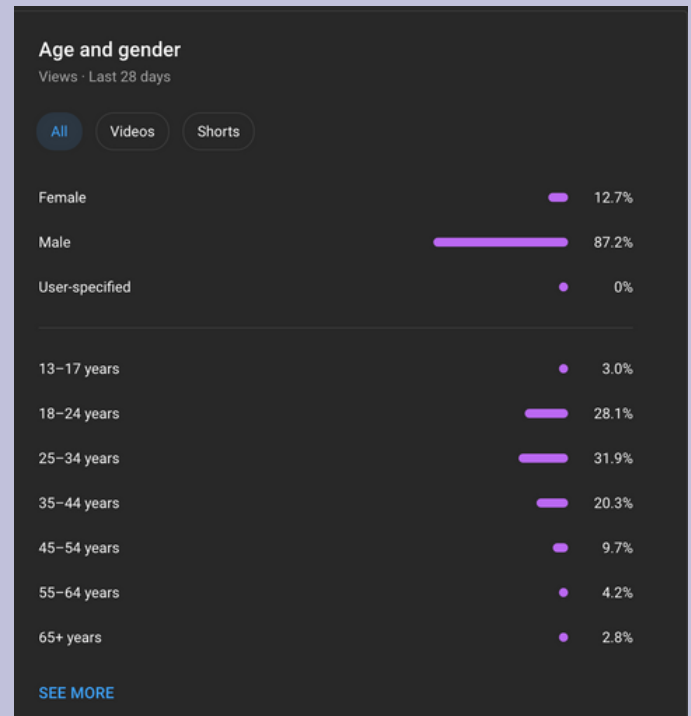 Age and gender
Views · Last 28 days
All Videos Shorts
Female 12.7%
Male 87.2%
User-specified 0%
13–17 years 3.0%
18–24 years 28.1%
25–34 years 31.9%
35–44 years 20.3%
45–54 years 9.7%
55–64 years 4.2%
65+ years 2.8%
SEE MORE